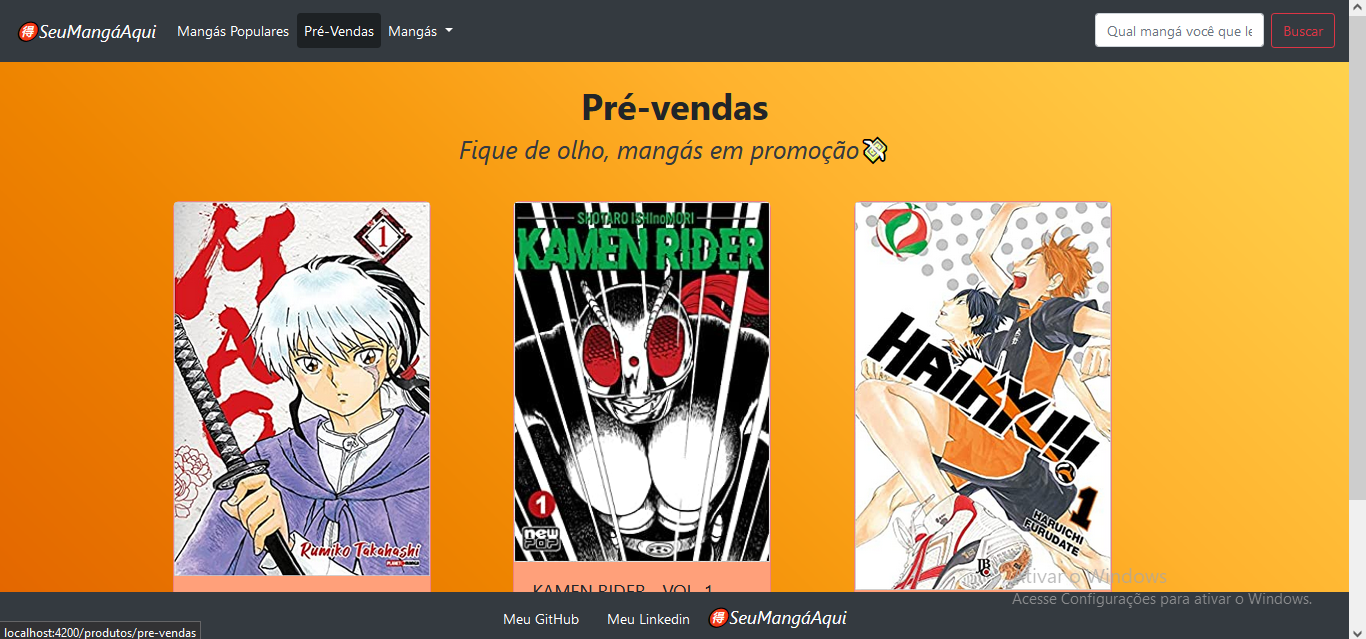 得 SeuMangáAqui Mangás Populares Pré-Vendas Mangás Qual mangá você que le Buscar
Pré-vendas
Fique de olho, mangás em promoção
MAO
1
Rumiko Takahashi
PLANET MANGA
SHOTARO ISHInoMORI
KAMEN RIDER
1
new
POP
HAIKYU!!
1
HARUICHI
FURUDATE
JBC
KAMEN RIDER - VOL. 1
Ativar o Windows
Acesse Configurações para ativar o Windows.
Meu GitHub Meu Linkedin 得 SeuMangáAqui
localhost:4200/produtos/pre-vendas